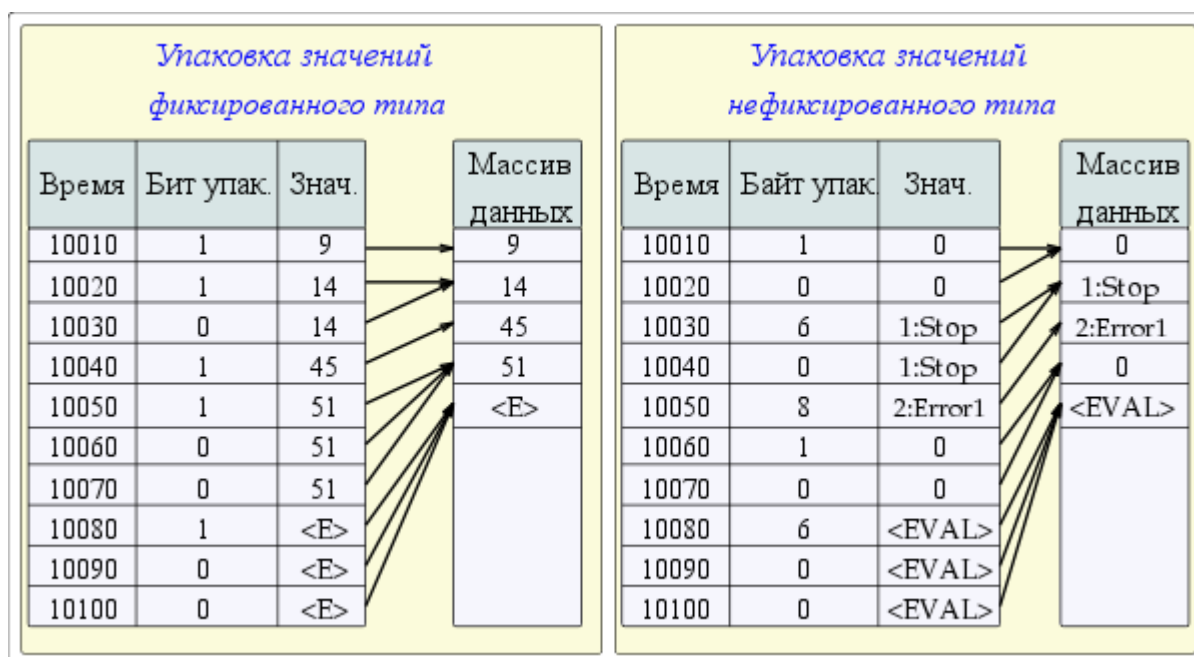 Упаковка значений
фиксированного типа
Время Бит упак. Знач. Массив данных
10010 1 9 9
10020 1 14 14
10030 0 14 45
10040 1 45 51
10050 1 51 <E>
10060 0 51
10070 0 51
10080 1 <E>
10090 0 <E>
10100 0 <E>
Упаковка значений
нефиксированного типа
Время Байт упак. Знач. Массив данных
10010 1 0 0
10020 0 0 1:Stop
10030 6 1:Stop 2:Error1
10040 0 1:Stop 0
10050 8 2:Error1 <EVAL>
10060 1 0
10070 0 0
10080 6 <EVAL>
10090 0 <EVAL>
10100 0 <EVAL>